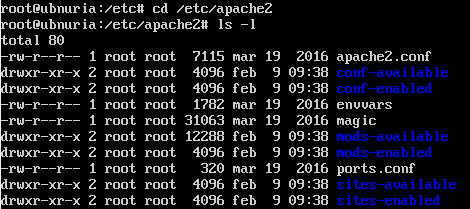 root@ubnuria:/etc# cd /etc/apache2
root@ubnuria:/etc/apache2# ls -l
total 80
-rw-r--r-- 1 root root  7115 mar 19  2016 apache2.conf
drwxr-xr-x 2 root root  4096 feb  9 09:38 conf-available
drwxr-xr-x 2 root root  4096 feb  9 09:38 conf-enabled
-rw-r--r-- 1 root root  1782 mar 19  2016 envvars
-rw-r--r-- 1 root root 31063 mar 19  2016 magic
drwxr-xr-x 2 root root 12288 feb  9 09:38 mods-available
drwxr-xr-x 2 root root  4096 feb  9 09:38 mods-enabled
-rw-r--r-- 1 root root   320 mar 19  2016 ports.conf
drwxr-xr-x 2 root root  4096 feb  9 09:38 sites-available
drwxr-xr-x 2 root root  4096 feb  9 09:38 sites-enabled